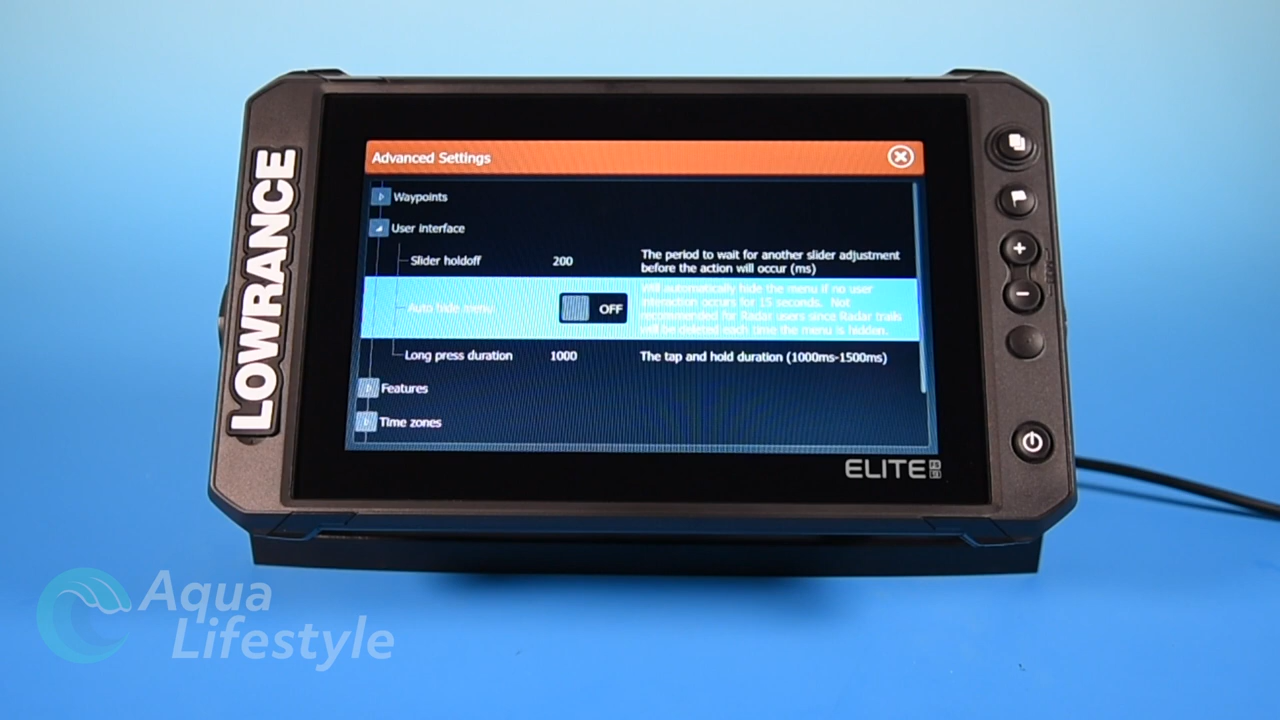 LOWRANCE
Advanced Settings
Waypoints
User interface
Slider holdoff 200 The period to wait for another slider adjustment
before the action will occur (ms)
Auto hide menu OFF Will automatically hide the menu if no user
interaction occurs for 15 seconds. Not
recommended for Radar users since Radar trails
will be deleted each time the menu is hidden.
Long press duration 1000 The tap and hold duration (1000ms-1500ms)
Features
Time zones
ELITE FS
+
-
Aqua
Lifestyle